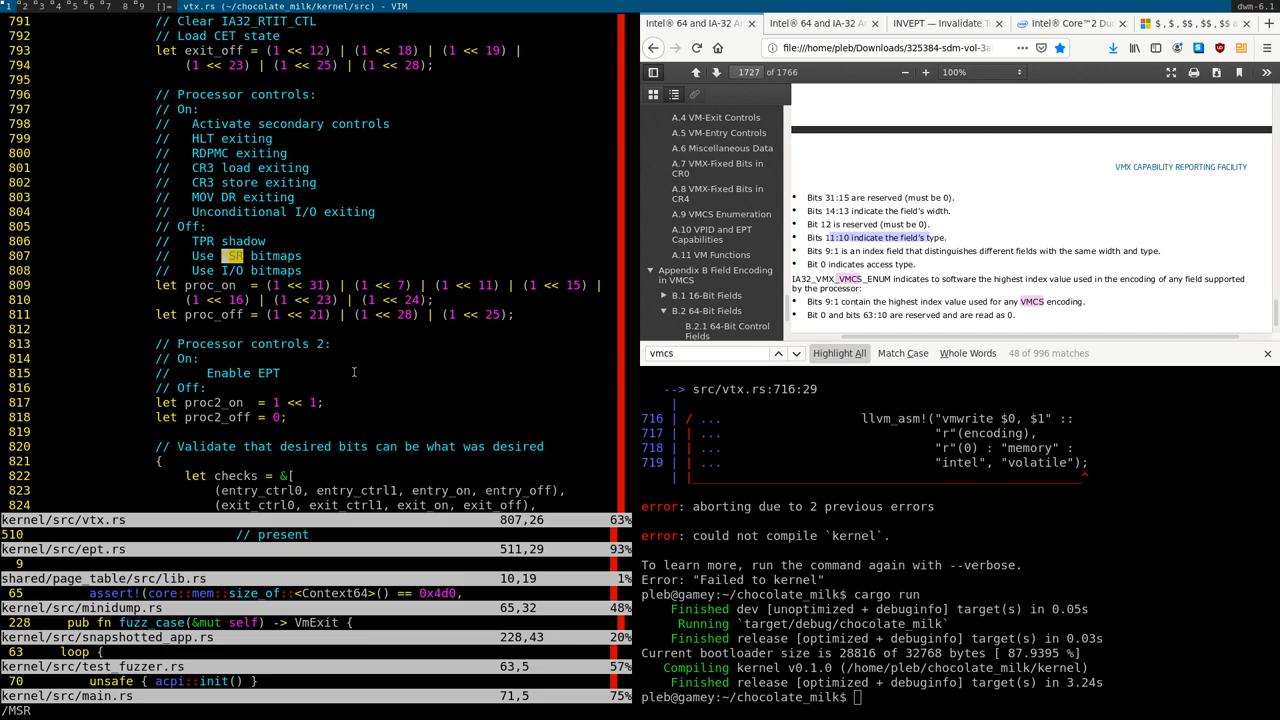 1 2 3 4 5 6 7 8 9 []= vtx.rs (~/chocolate_milk/kernel/src) - VIM dwm-6.1
791 // Clear IA32_RTIT_CTL
792 // Load CET state
793 let exit_off = (1 << 12) | (1 << 18) | (1 << 19) |
794 (1 << 23) | (1 << 25) | (1 << 28);
795
796 // Processor controls:
797 // On:
798 // Activate secondary controls
799 // HLT exiting
800 // RDPMC exiting
801 // CR3 load exiting
802 // CR3 store exiting
803 // MOV DR exiting
804 // Unconditional I/O exiting
805 // Off:
806 // TPR shadow
807 // Use MSR bitmaps
808 // Use I/O bitmaps
809 let proc_on = (1 << 31) | (1 << 7) | (1 << 11) | (1 << 15) |
810 (1 << 16) | (1 << 23) | (1 << 24);
811 let proc_off = (1 << 21) | (1 << 28) | (1 << 25);
812
813 // Processor controls 2:
814 // On:
815 // Enable EPT
816 // Off:
817 let proc2_on = 1 << 1;
818 let proc2_off = 0;
819
820 // Validate that desired bits can be what was desired
821 {
822 let checks = &[
823 (entry_ctrl0, entry_ctrl1, entry_on, entry_off),
824 (exit_ctrl0, exit_ctrl1, exit_on, exit_off),
kernel/src/vtx.rs 807,26 63%
510 // present
kernel/src/ept.rs 511,29 93%
9
shared/page_table/src/lib.rs 10,19 1%
65 assert!(core::mem::size_of::<Context64>() == 0x4d0,
kernel/src/minidump.rs 65,32 48%
228 pub fn fuzz_case(&mut self) -> VmExit {
kernel/src/snapshotted_app.rs 228,43 20%
63 loop {
kernel/src/test_fuzzer.rs 63,5 57%
70 unsafe { acpi::init() }
kernel/src/main.rs 71,5 75%
/MSR
Intel® 64 and IA-32 Ar
Intel® 64 and IA-32 Ar
INVEPT — Invalidate T
Intel® Core™2 Duo
$ , $ , $$ , $$ , $$ a
file:///home/pleb/Downloads/325384-sdm-vol-3a
1727 of 1766 100%
A.4 VM-Exit Controls
A.5 VM-Entry Controls
A.6 Miscellaneous Data
A.7 VMX-Fixed Bits in
CR0
A.8 VMX-Fixed Bits in
CR4
A.9 VMCS Enumeration
A.10 VPID and EPT
Capabilities
A.11 VM Functions
Appendix B Field Encoding
in VMCS
B.1 16-Bit Fields
B.2 64-Bit Fields
B.2.1 64-Bit Control
Fields
VMX CAPABILITY REPORTING FACILITY
• Bits 31:15 are reserved (must be 0).
• Bits 14:13 indicate the field's width.
• Bit 12 is reserved (must be 0).
• Bits 11:10 indicate the field's type.
• Bits 9:1 is an index field that distinguishes different fields with the same width and type.
• Bit 0 indicates access type.
IA32_VMX_VMCS_ENUM indicates to software the highest index value used in the encoding of any field supported
by the processor:
• Bits 9:1 contain the highest index value used for any VMCS encoding.
• Bit 0 and bits 63:10 are reserved and are read as 0.
vmcs Highlight All Match Case Whole Words 48 of 996 matches
--> src/vtx.rs:716:29
|
716 | / ... llvm_asm!("vmwrite $0, $1" ::
717 | | ... "r"(encoding),
718 | | ... "r"(0) : "memory" :
719 | | ... "intel", "volatile");
| |_____________________________________________________^
error: aborting due to 2 previous errors
error: could not compile `kernel`.
To learn more, run the command again with --verbose.
Error: "Failed to kernel"
pleb@gamey:~/chocolate_milk$ cargo run
Finished dev [unoptimized + debuginfo] target(s) in 0.05s
Running `target/debug/chocolate_milk`
Finished release [optimized + debuginfo] target(s) in 0.03s
Current bootloader size is 28816 of 32768 bytes [ 87.9395 %]
Compiling kernel v0.1.0 (/home/pleb/chocolate_milk/kernel)
Finished release [optimized + debuginfo] target(s) in 3.24s
pleb@gamey:~/chocolate_milk$